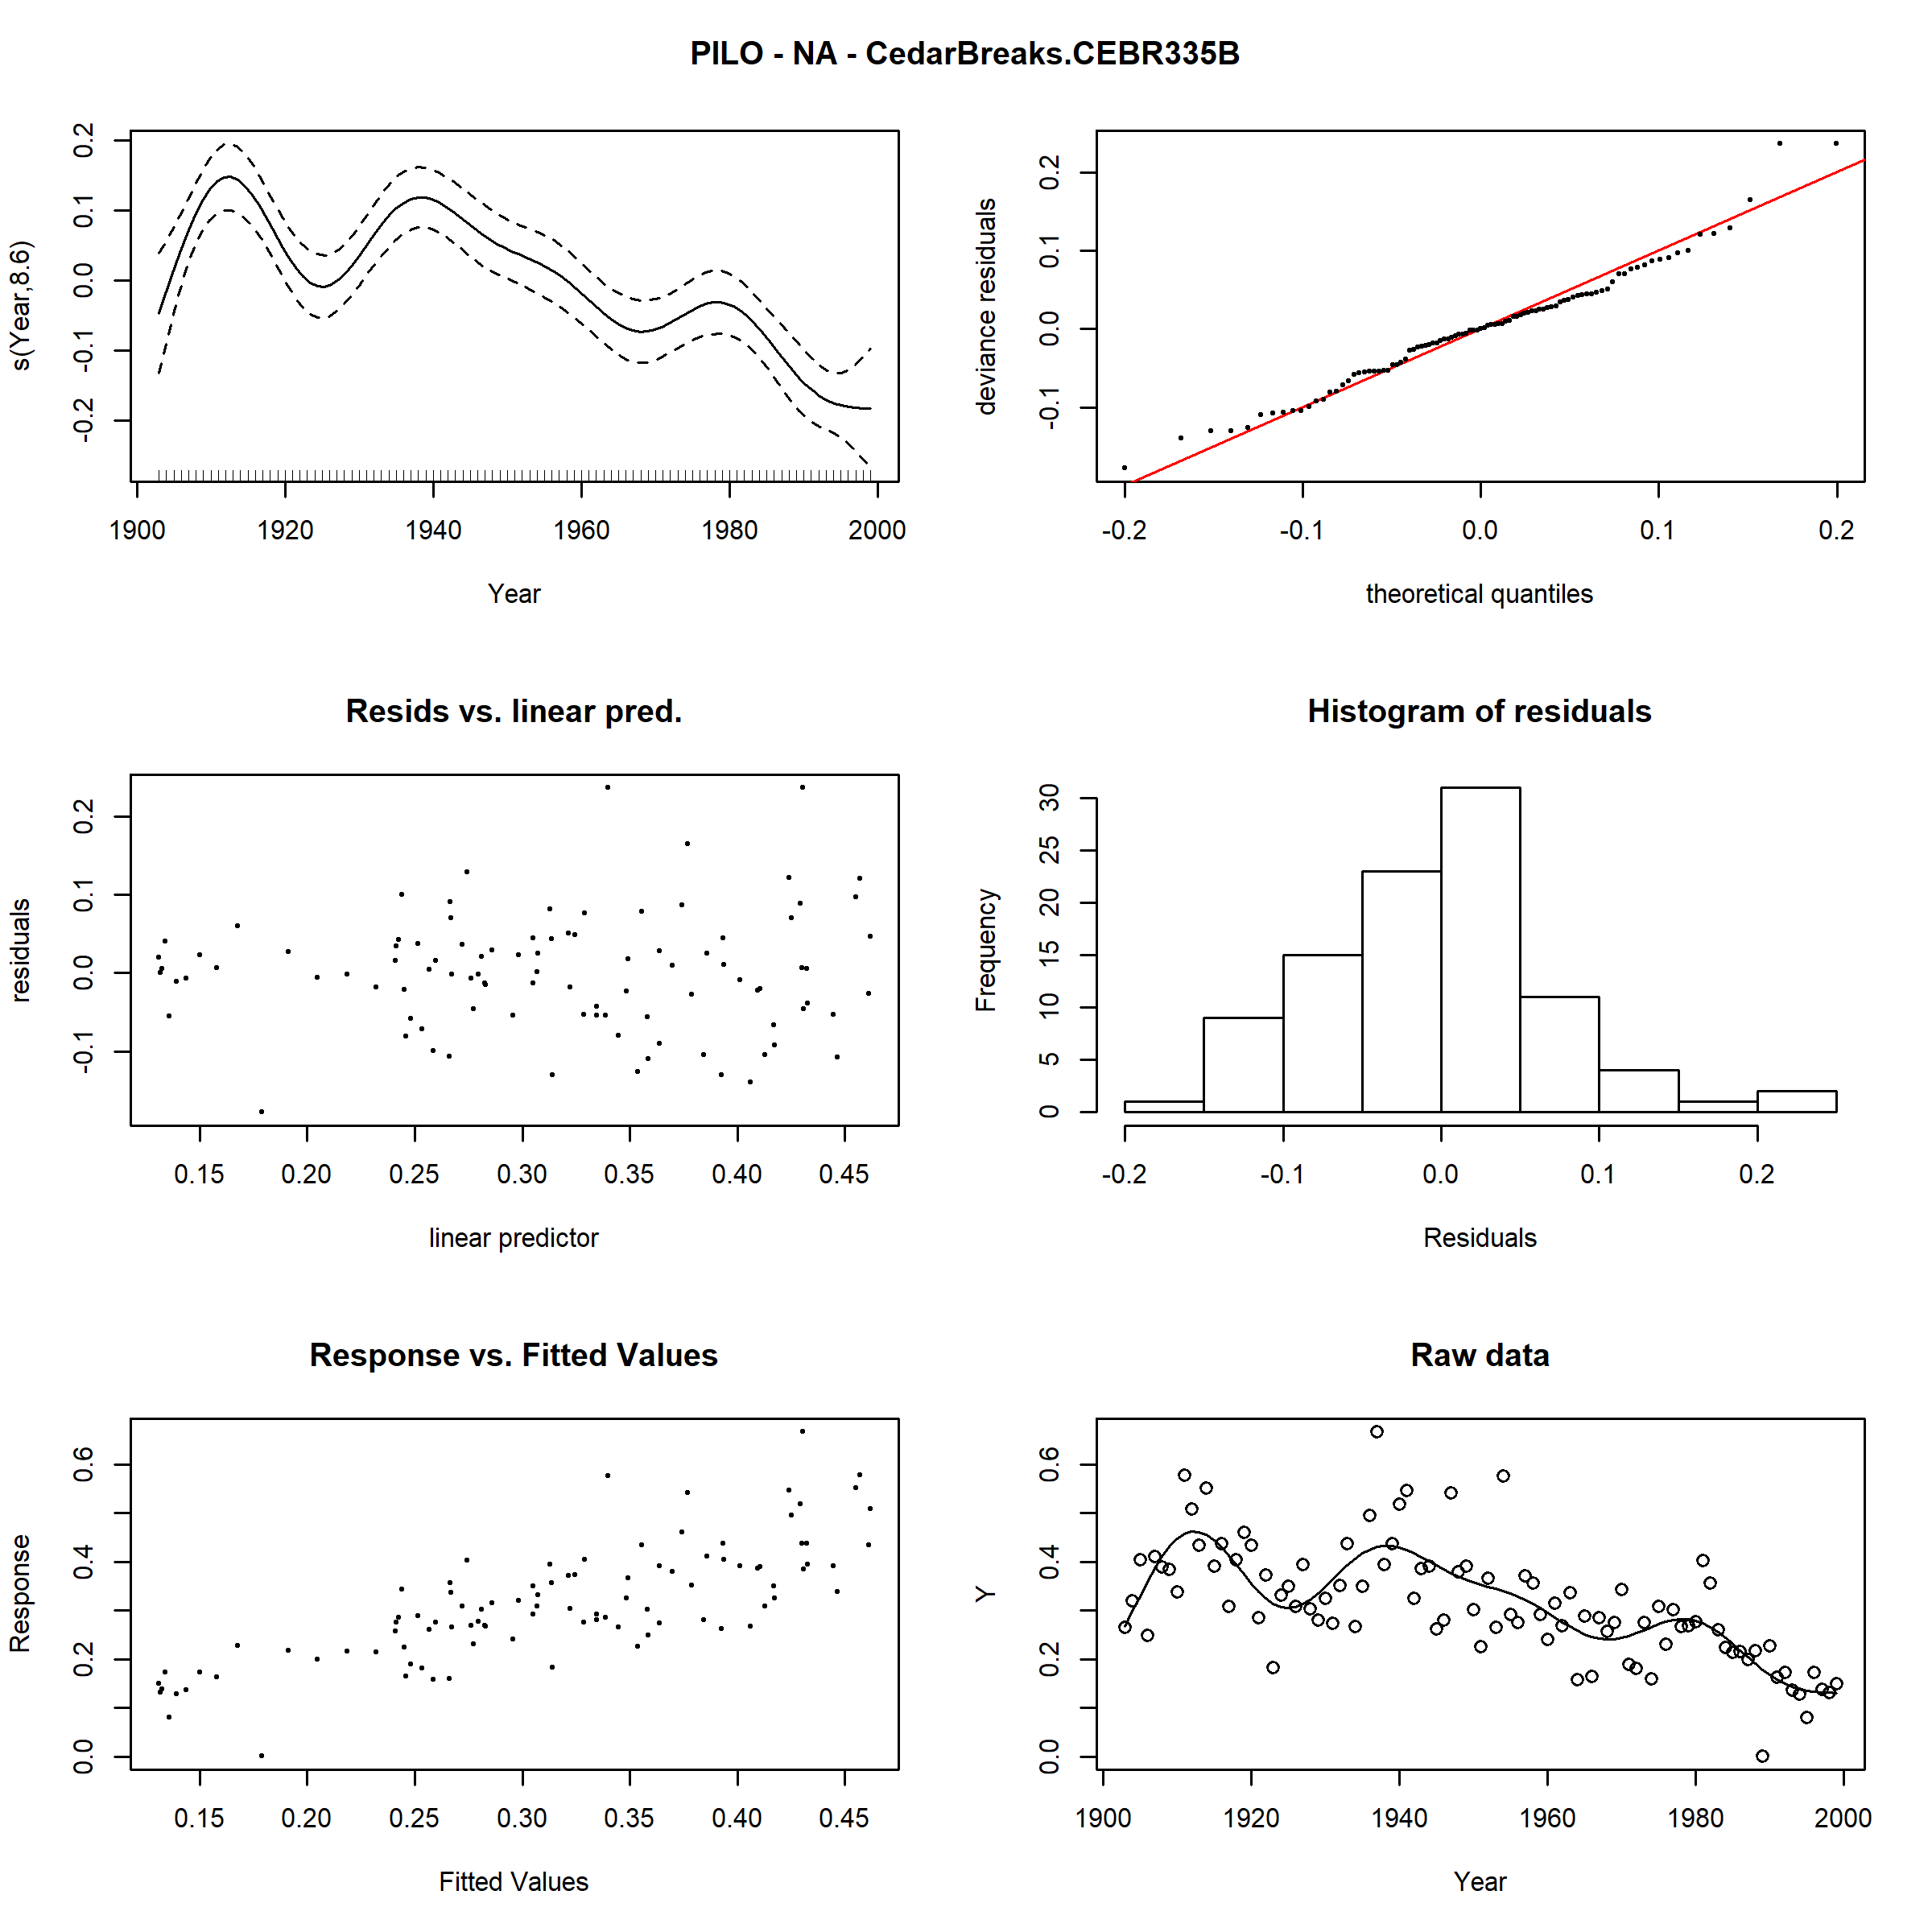 PILO - NA - CedarBreaks.CEBR335B
s(Year,8.6)
0.2
0.1
0.0
-0.1
-0.2
1900 1920 1940 1960 1980 2000
Year
deviance residuals
0.2
0.1
0.0
-0.1
-0.2 -0.1 0.0 0.1 0.2
theoretical quantiles
Resids vs. linear pred.
residuals
0.2
0.1
0.0
-0.1
0.15 0.20 0.25 0.30 0.35 0.40 0.45
linear predictor
Histogram of residuals
Frequency
30
25
20
15
10
5
0
-0.2 -0.1 0.0 0.1 0.2
Residuals
Response vs. Fitted Values
Response
0.6
0.4
0.2
0.0
0.15 0.20 0.25 0.30 0.35 0.40 0.45
Fitted Values
Raw data
Y
0.6
0.4
0.2
0.0
1900 1920 1940 1960 1980 2000
Year